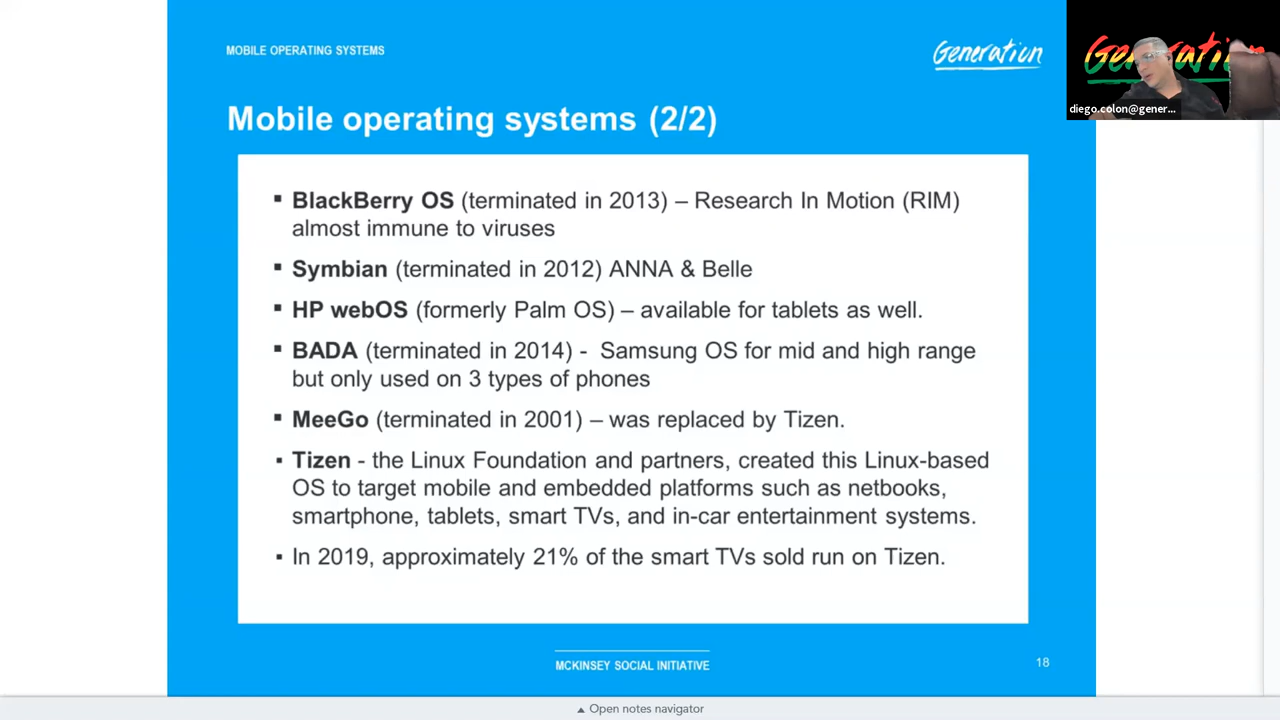 MOBILE OPERATING SYSTEMS
Generation
Generation
diego.colon@gener...
Mobile operating systems (2/2)
▪ BlackBerry OS (terminated in 2013) – Research In Motion (RIM)
almost immune to viruses
▪ Symbian (terminated in 2012) ANNA & Belle
▪ HP webOS (formerly Palm OS) – available for tablets as well.
▪ BADA (terminated in 2014) - Samsung OS for mid and high range
but only used on 3 types of phones
▪ MeeGo (terminated in 2001) – was replaced by Tizen.
▪ Tizen - the Linux Foundation and partners, created this Linux-based
OS to target mobile and embedded platforms such as netbooks,
smartphone, tablets, smart TVs, and in-car entertainment systems.
▪ In 2019, approximately 21% of the smart TVs sold run on Tizen.
MCKINSEY SOCIAL INITIATIVE
18
▲ Open notes navigator